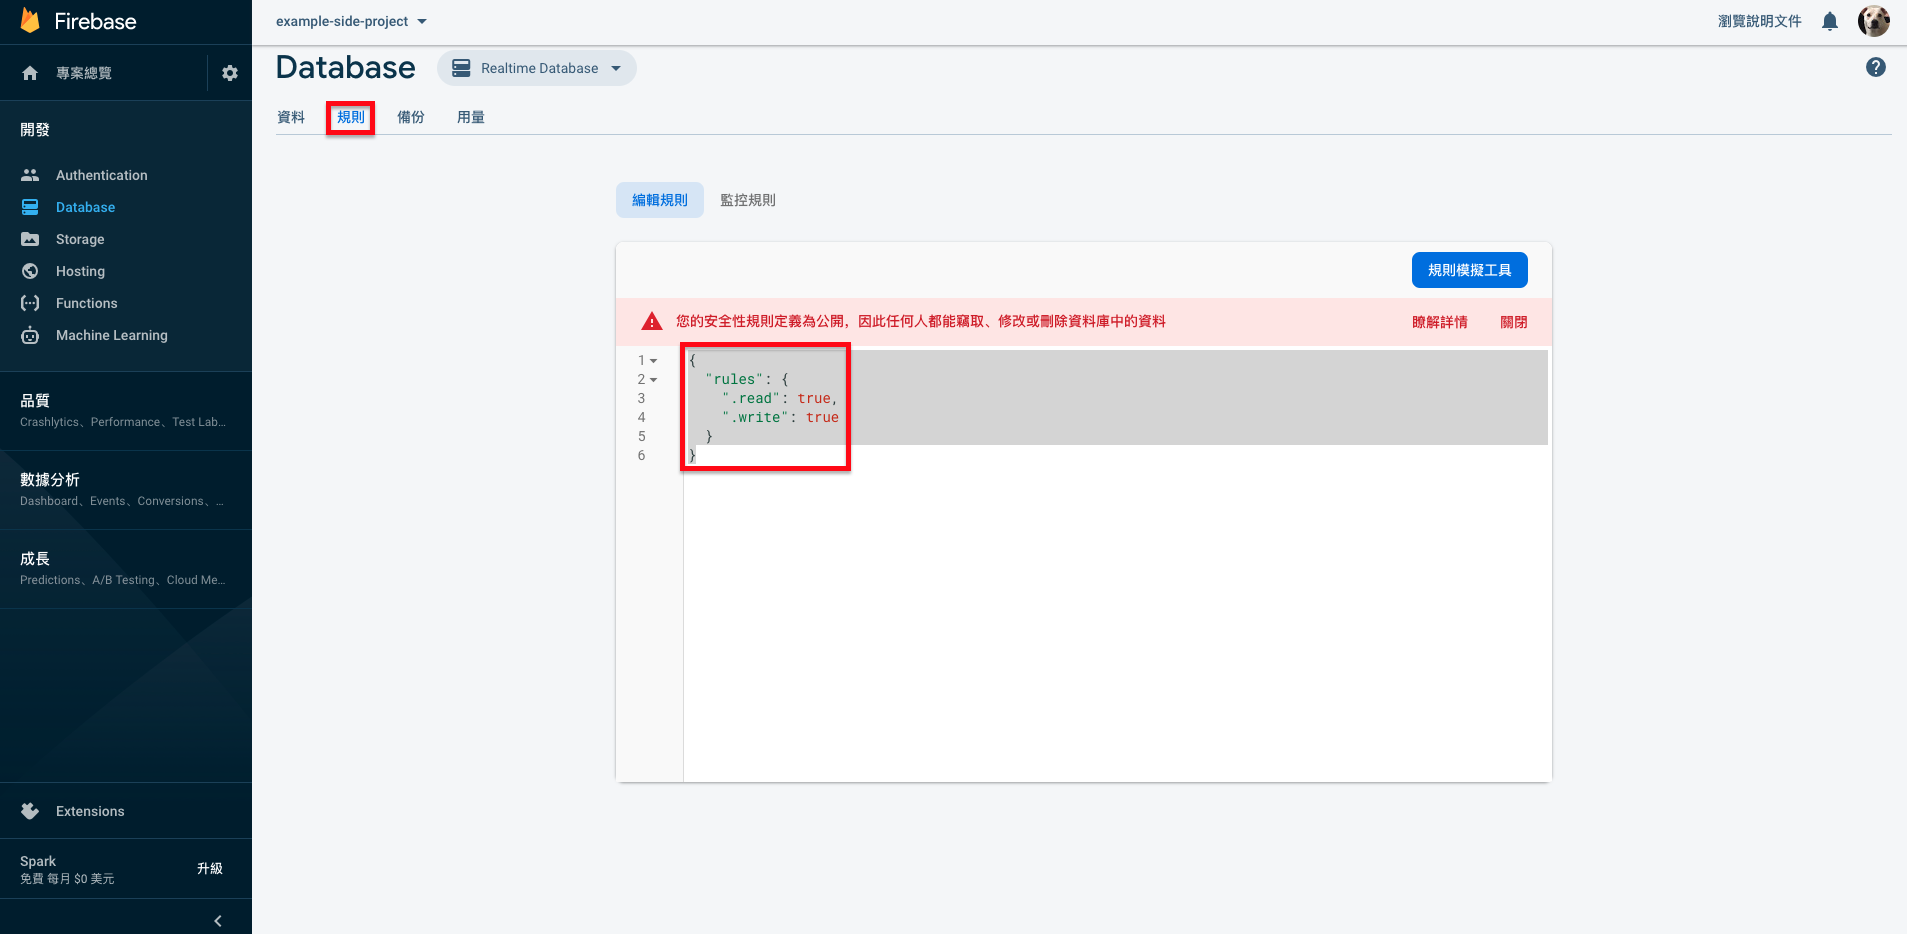 Firebase
example-side-project
瀏覽說明文件
專案總覽
Database
Realtime Database
資料 規則 備份 用量
開發
Authentication
Database
Storage
Hosting
Functions
Machine Learning
品質
Crashlytics、Performance、Test Lab…
數據分析
Dashboard、Events、Conversions、…
成長
Predictions、A/B Testing、Cloud Me…
Extensions
Spark
免費 每月 $0 美元
升級
編輯規則 監控規則
規則模擬工具
您的安全性規則定義為公開，因此任何人都能竊取、修改或刪除資料庫中的資料 瞭解詳情 關閉
1 {
2 "rules": {
3 ".read": true,
4 ".write": true
5 }
6 }